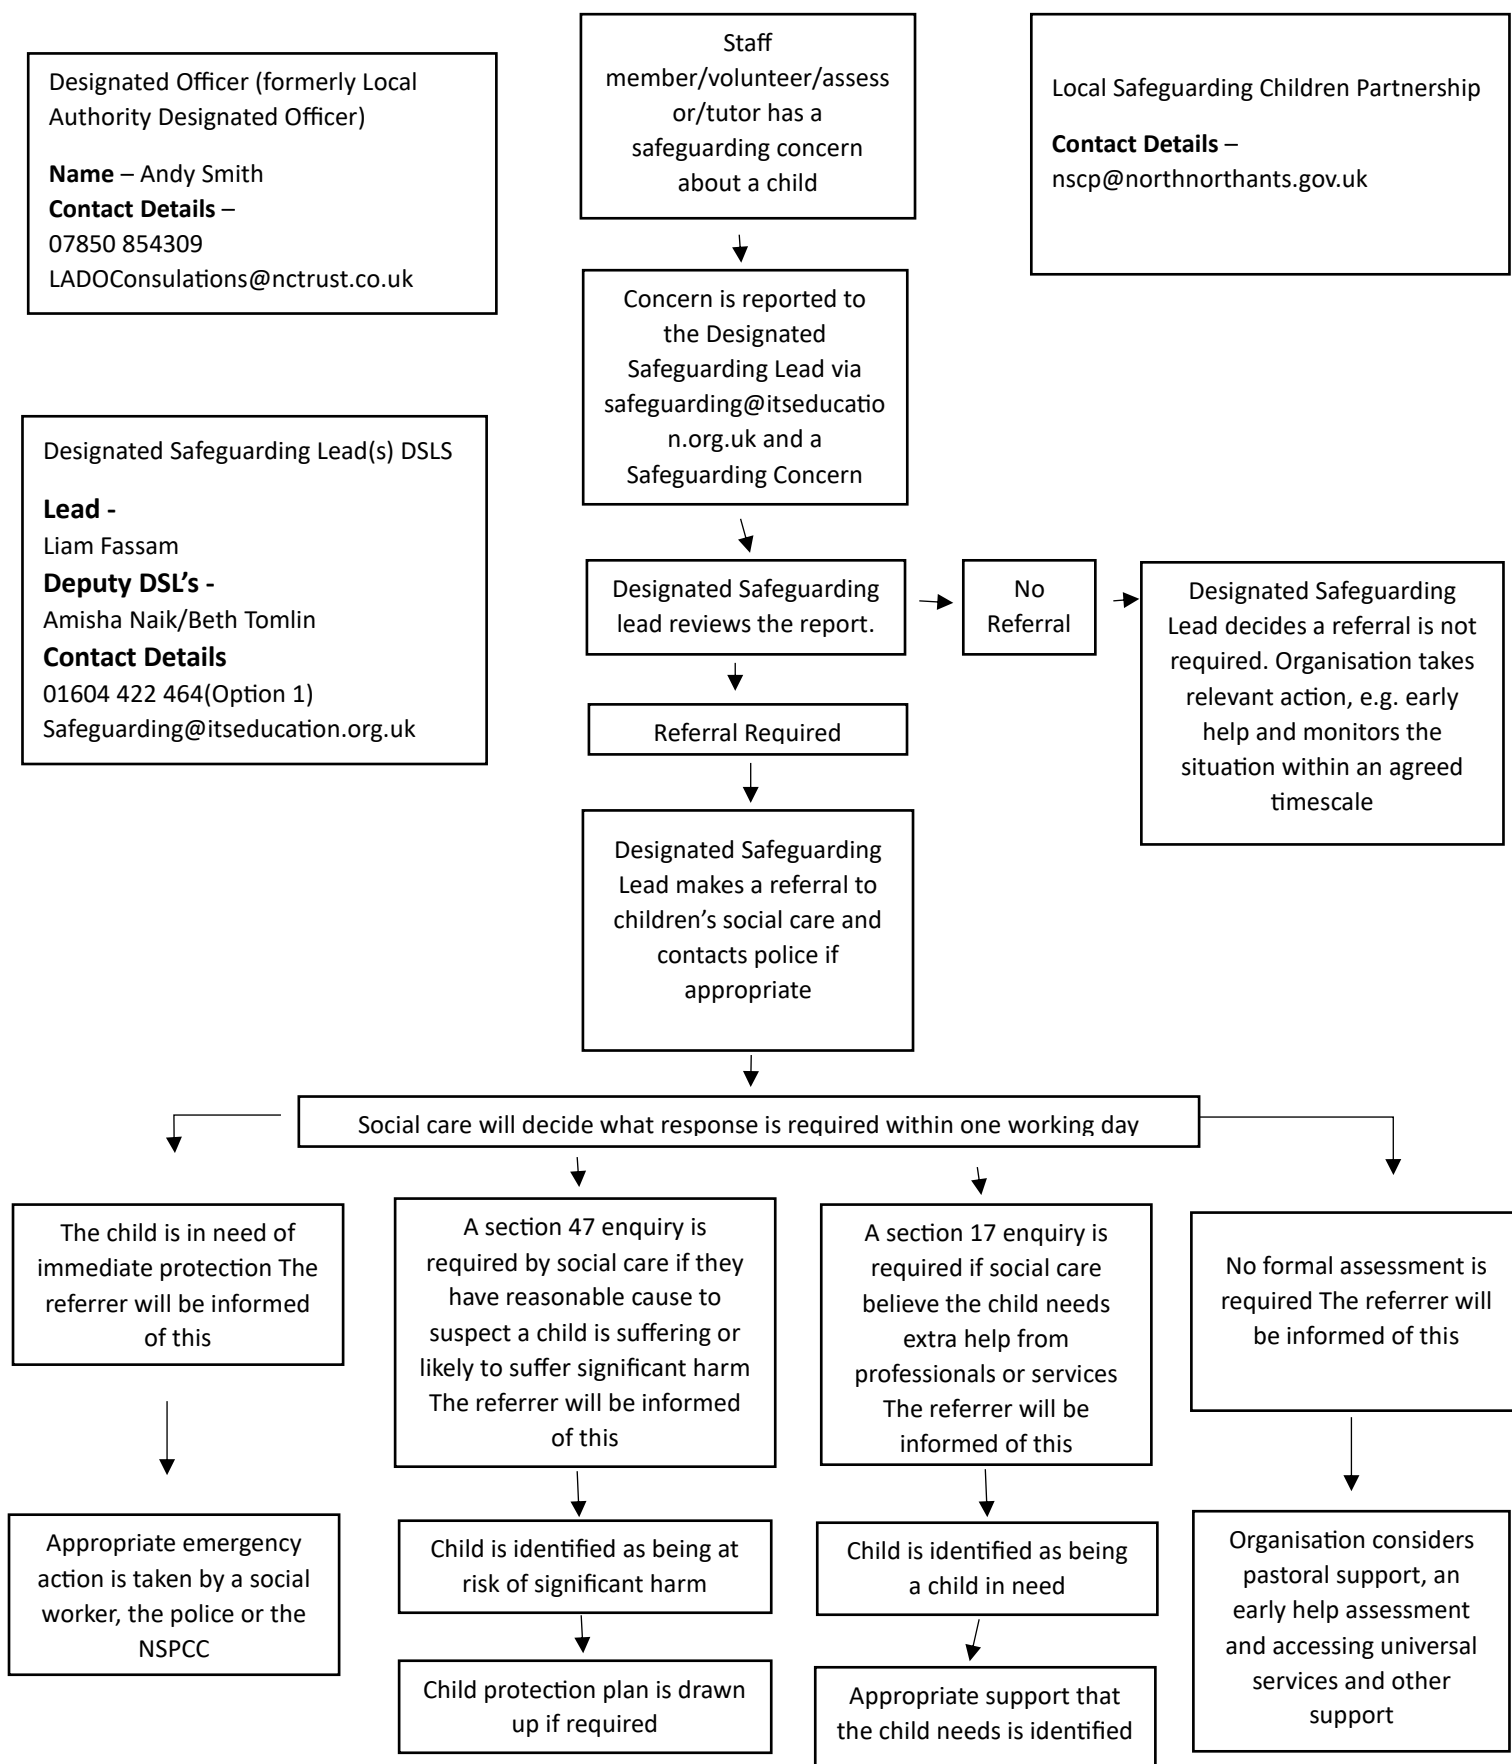 Designated Officer (formerly Local
Authority Designated Officer)
Name – Andy Smith
Contact Details –
07850 854309
LADOConsulations@nctrust.co.uk
Staff
member/volunteer/assess
or/tutor has a
safeguarding concern
about a child
Local Safeguarding Children Partnership
Contact Details –
nscp@northnorthants.gov.uk
Concern is reported to
the Designated
Safeguarding Lead via
safeguarding@itseducatio
n.org.uk and a
Safeguarding Concern
Designated Safeguarding Lead(s) DSLS
Lead -
Liam Fassam
Deputy DSL’s -
Amisha Naik/Beth Tomlin
Contact Details
01604 422 464(Option 1)
Safeguarding@itseducation.org.uk
Designated Safeguarding
lead reviews the report.
No
Referral
Designated Safeguarding
Lead decides a referral is not
required. Organisation takes
relevant action, e.g. early
help and monitors the
situation within an agreed
timescale
Referral Required
Designated Safeguarding
Lead makes a referral to
children’s social care and
contacts police if
appropriate
Social care will decide what response is required within one working day
The child is in need of
immediate protection The
referrer will be informed
of this
A section 47 enquiry is
required by social care if they
have reasonable cause to
suspect a child is suffering or
likely to suffer significant harm
The referrer will be informed
of this
A section 17 enquiry is
required if social care
believe the child needs
extra help from
professionals or services
The referrer will be
informed of this
No formal assessment is
required The referrer will
be informed of this
Appropriate emergency
action is taken by a social
worker, the police or the
NSPCC
Child is identified as being at
risk of significant harm
Child is identified as being
a child in need
Organisation considers
pastoral support, an
early help assessment
and accessing universal
services and other
support
Child protection plan is drawn
up if required
Appropriate support that
the child needs is identified